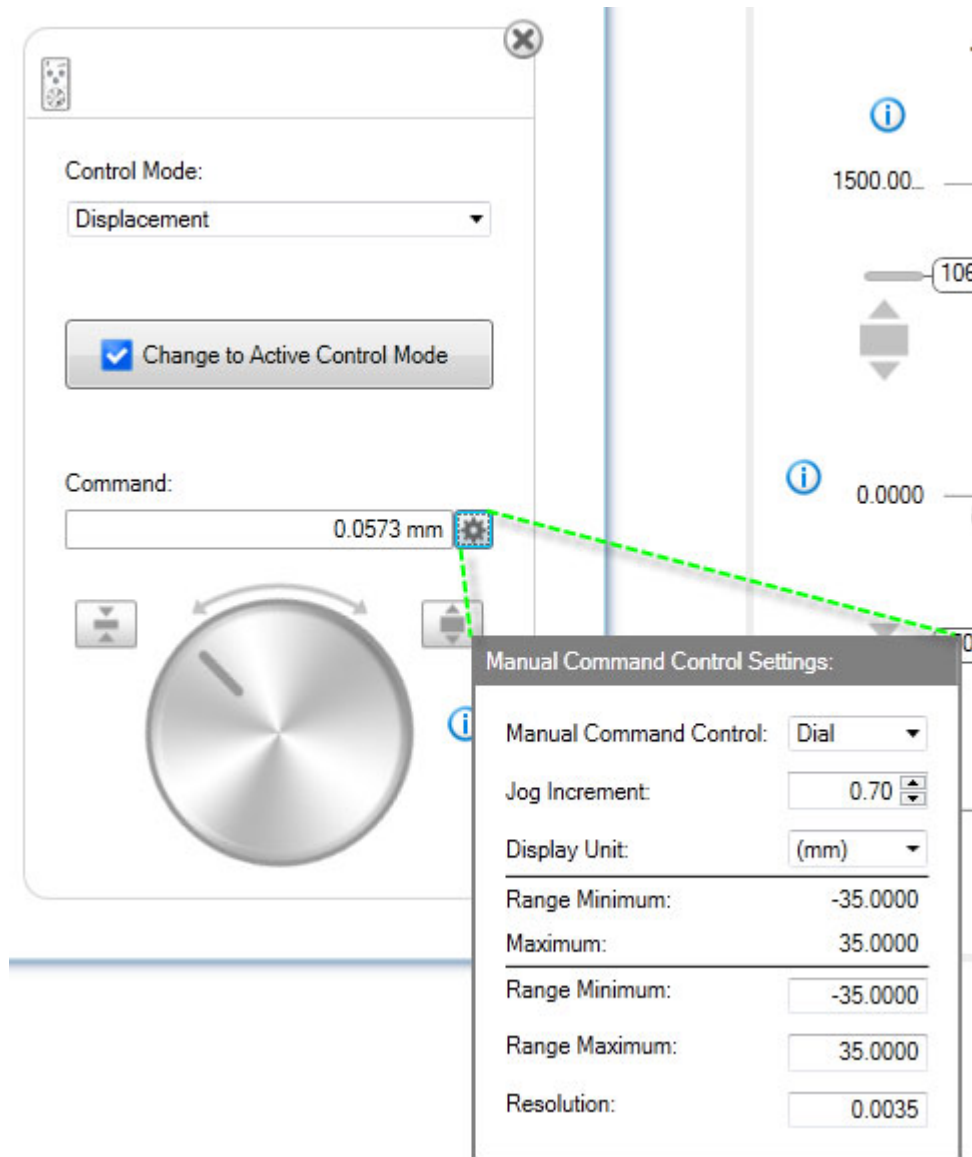 Control Mode:
Displacement
Change to Active Control Mode
Command:
0.0573 mm
1500.00...
106
0.0000
Manual Command Control Settings:
Manual Command Control: Dial
Jog Increment: 0.70
Display Unit: (mm)
Range Minimum: -35.0000
Maximum: 35.0000
Range Minimum: -35.0000
Range Maximum: 35.0000
Resolution: 0.0035